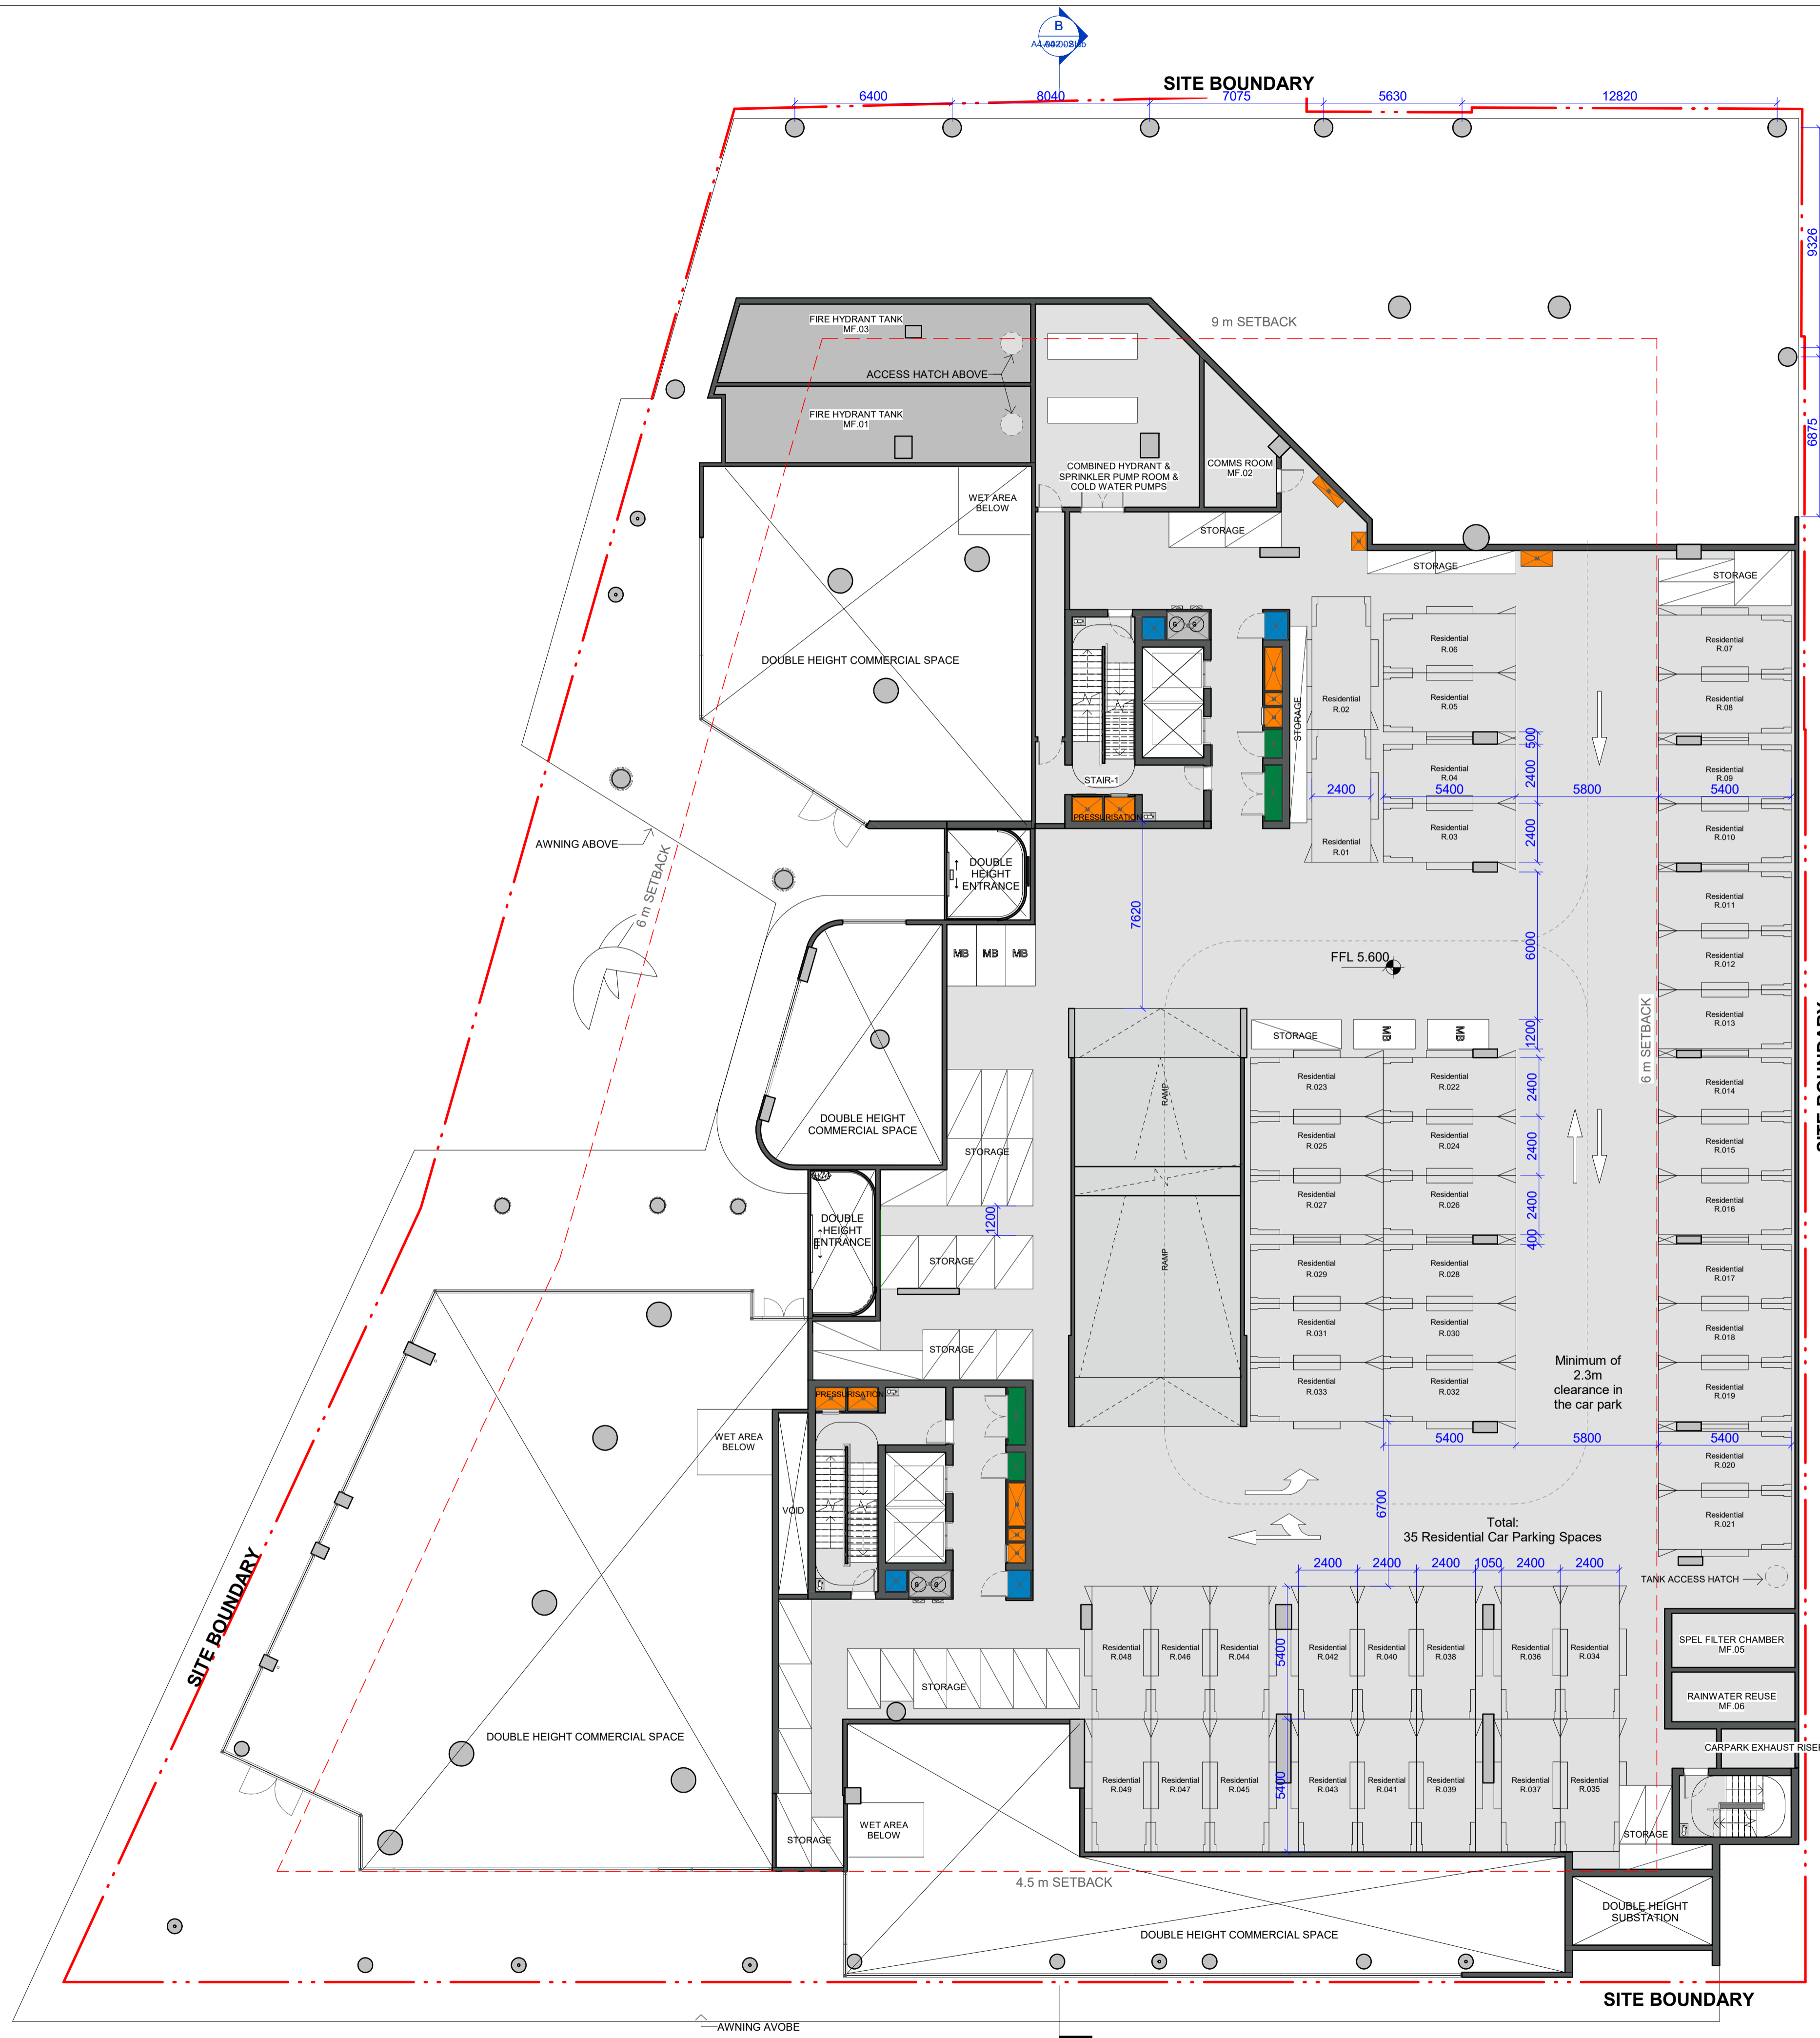 B
SITE BOUNDARY
6400
8040
7075
5630
12820
9326
9 m SETBACK
FIRE HYDRANT TANK
MF.03
ACCESS HATCH ABOVE
FIRE HYDRANT TANK
MF.01
6875
COMBINED HYDRANT &
SPRINKLER PUMP ROOM &
COLD WATER PUMPS
COMMS ROOM
MF.02
WET AREA
BELOW
STORAGE
STORAGE
STORAGE
DOUBLE HEIGHT COMMERCIAL SPACE
STORAGE
Residential
R.02
Residential
R.06
Residential
R.07
Residential
R.05
Residential
R.08
500
Residential
R.04
2400
Residential
R.09
STAIR-1
2400
5400
5800
5400
PRESSURISATION
Residential
R.01
Residential
R.03
2400
Residential
R.010
AWNING ABOVE
6 m SETBACK
DOUBLE
HEIGHT
ENTRANCE
7620
Residential
R.011
MB
MB
MB
FFL 5.600
6000
Residential
R.012
6 m SETBACK
SITE BOUNDARY
STORAGE
MB
MB
1200
Residential
R.013
RAMP
Residential
R.023
Residential
R.022
2400
Residential
R.014
DOUBLE HEIGHT
COMMERCIAL SPACE
STORAGE
Residential
R.025
Residential
R.024
2400
Residential
R.015
DOUBLE
HEIGHT
ENTRANCE
1200
Residential
R.027
Residential
R.026
2400
Residential
R.016
400
STORAGE
RAMP
Residential
R.029
Residential
R.028
Residential
R.017
STORAGE
Residential
R.031
Residential
R.030
Residential
R.018
Minimum of
2.3m
clearance in
the car park
PRESSURISATION
Residential
R.033
Residential
R.032
Residential
R.019
WET AREA
BELOW
5400
5800
5400
Residential
R.020
VOID
6700
Total:
35 Residential Car Parking Spaces
Residential
R.021
2400
2400
2400
1050
2400
2400
TANK ACCESS HATCH
SITE BOUNDARY
5400
Residential
R.048
Residential
R.046
Residential
R.044
Residential
R.042
Residential
R.040
Residential
R.038
Residential
R.036
Residential
R.034
SPEL FILTER CHAMBER
MF.05
STORAGE
RAINWATER REUSE
MF.06
DOUBLE HEIGHT COMMERCIAL SPACE
CARPARK EXHAUST RISER
5400
Residential
R.049
Residential
R.047
Residential
R.045
Residential
R.043
Residential
R.041
Residential
R.039
Residential
R.037
Residential
R.035
WET AREA
BELOW
STORAGE
STORAGE
4.5 m SETBACK
DOUBLE HEIGHT
SUBSTATION
DOUBLE HEIGHT COMMERCIAL SPACE
SITE BOUNDARY
AWNING AVOBE